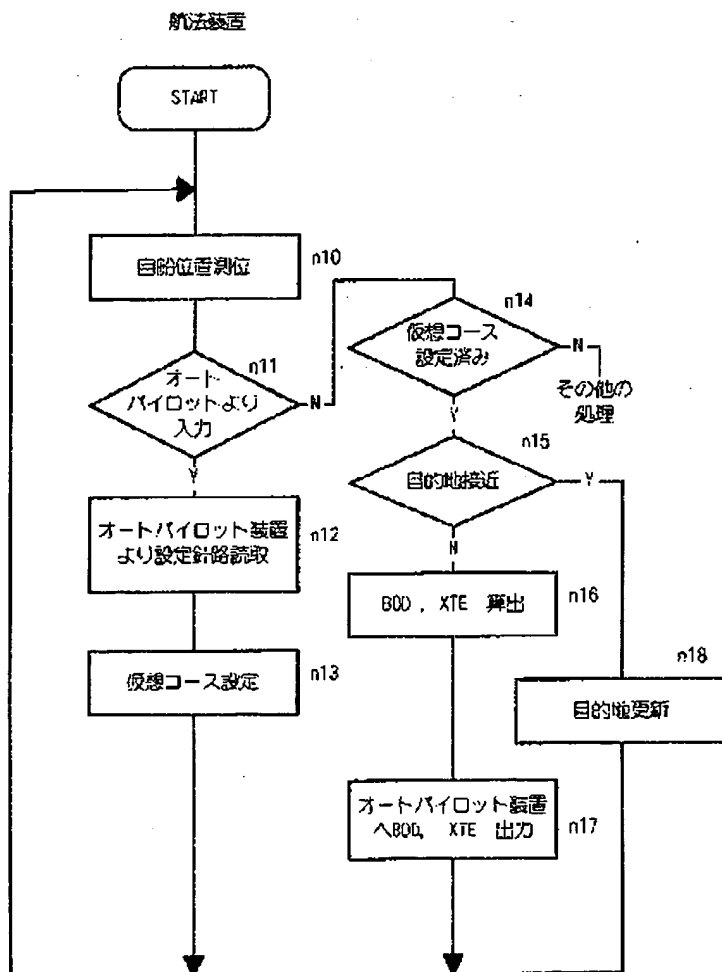 航法装置
START
自船位置測位
n10
オート
パイロットより
入力
n11
N
Y
オートパイロット装置
より設定針路読取
n12
仮想コース設定
n13
仮想コース
設定済み
n14
N
その他の
処理
Y
目的地接近
n15
Y
N
BOD, XTE 算出
n16
オートパイロット装置
へBOD, XTE 出力
n17
n18
目的地更新